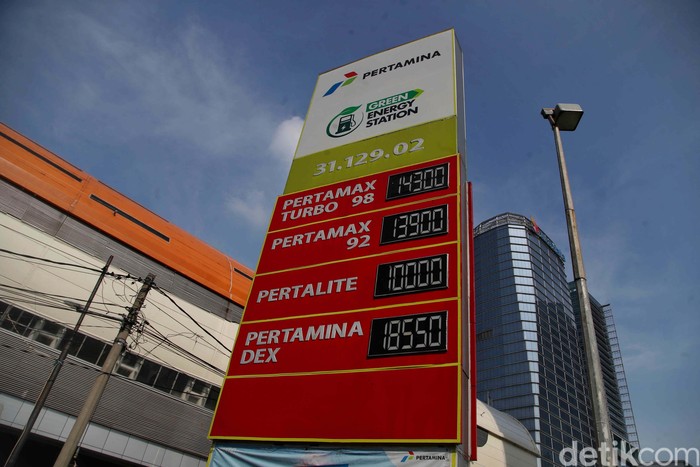 PERTAMINA
GREEN
ENERGY
STATION
31.129.02
PERTAMAX
TURBO 98
14300
PERTAMAX
92
13900
PERTALITE
10000
PERTAMINA
DEX
18550
PERTAMINA
detikcom